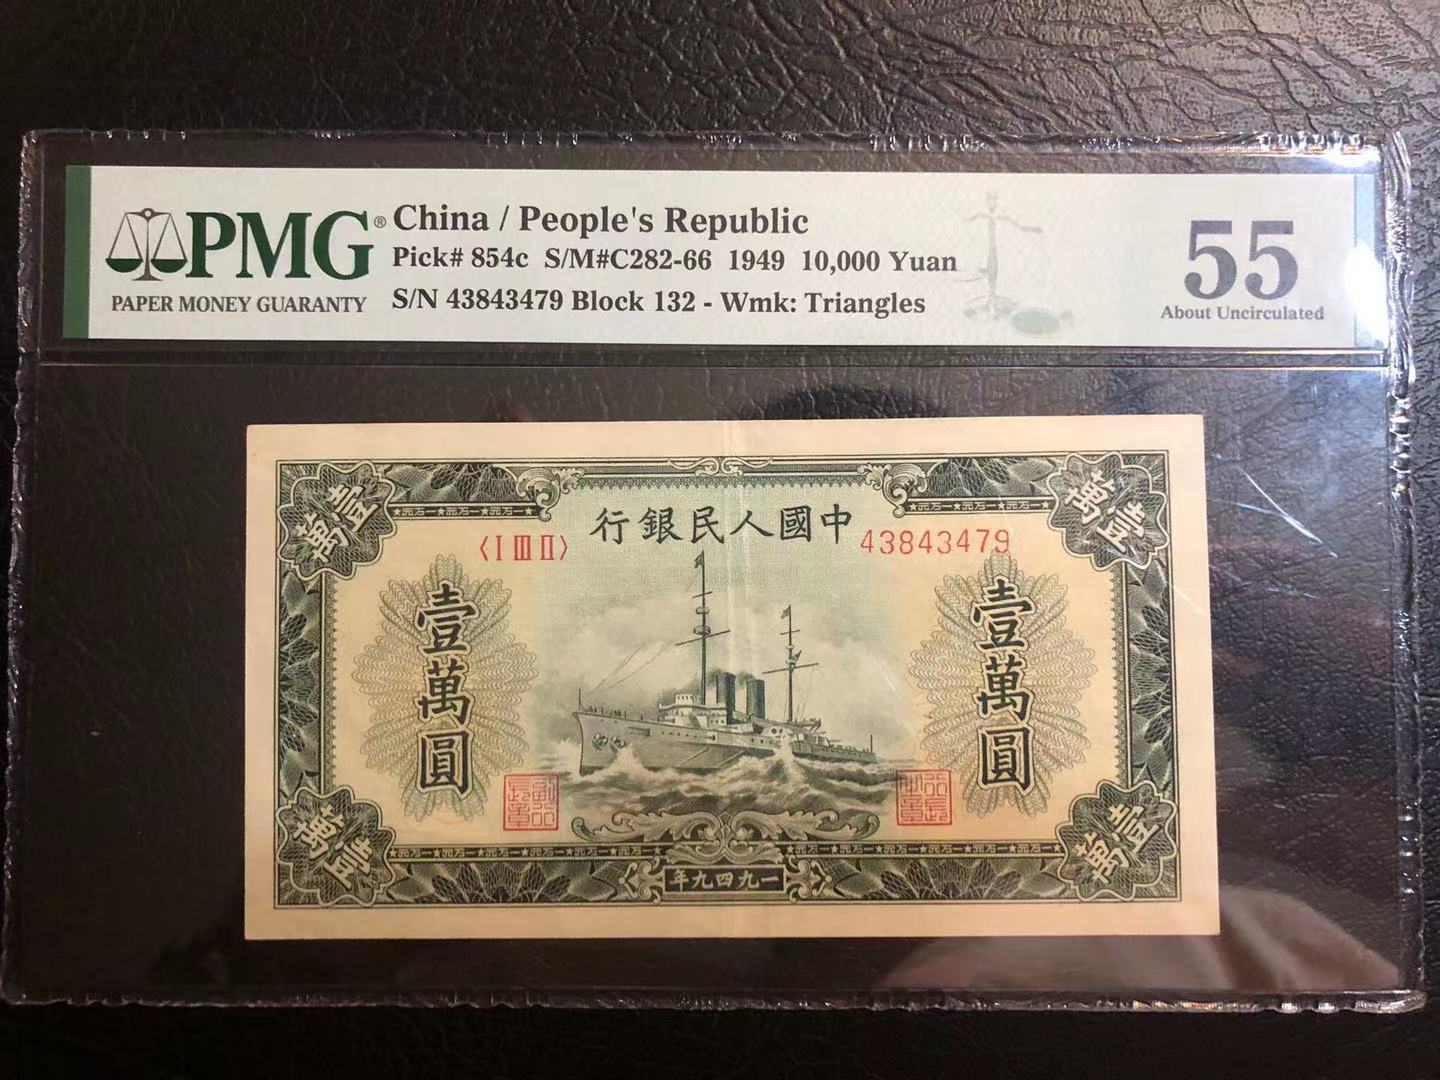 PMG®
PAPER MONEY GUARANTY
China / People's Republic
Pick# 854c S/M#C282-66 1949 10,000 Yuan
S/N 43843479 Block 132 - Wmk: Triangles
55
About Uncirculated
壹萬
萬壹
行銀民人國中
〈I III II〉
43843479
壹萬圓
壹萬圓
萬壹
壹萬
年九四九一